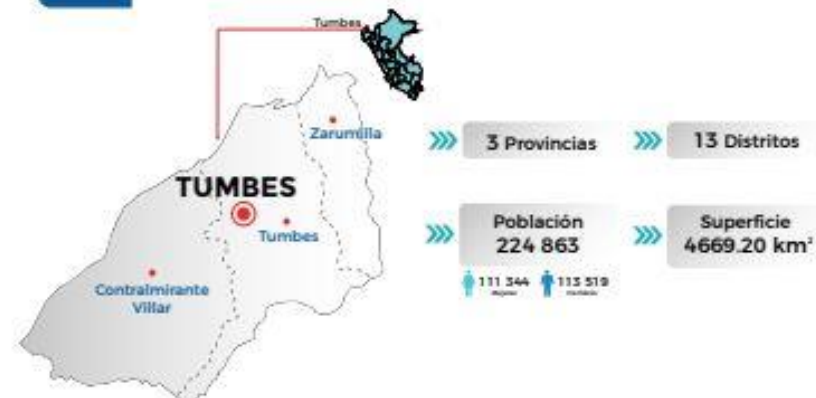 Tumbes
Zarumilla
TUMBES
Tumbes
Contralmirante
Villar
3 Provincias
13 Distritos
Población
224 863
Superficie
4669.20 km²
111 344
113 519
Mujeres